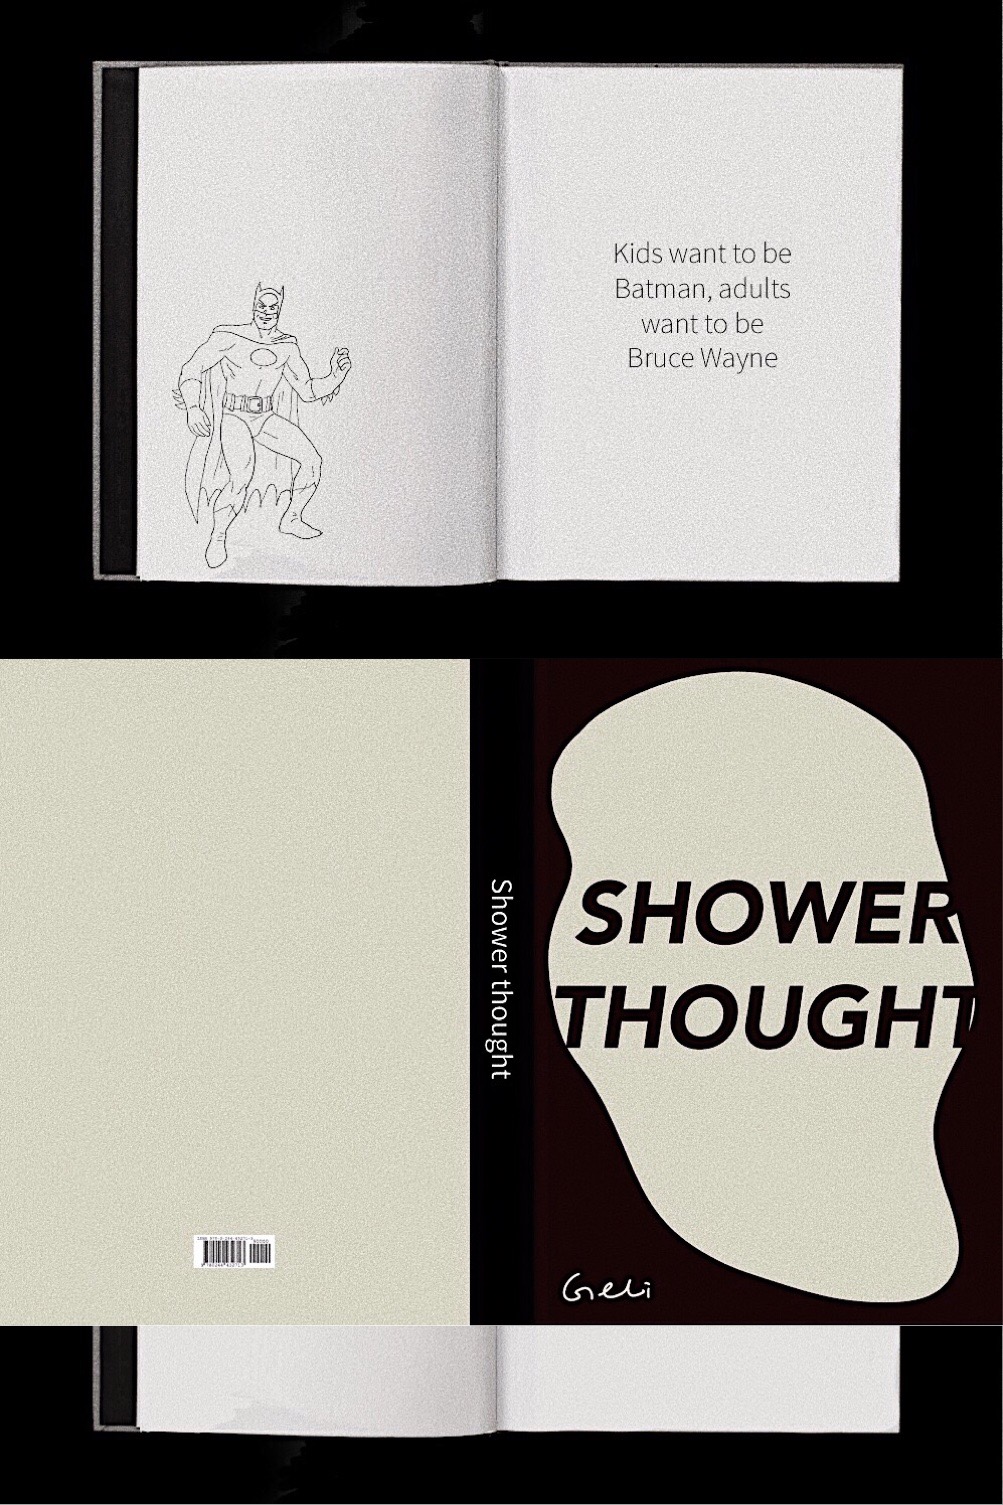 Kids want to be
Batman, adults
want to be
Bruce Wayne
Shower thought
SHOWER
THOUGHT
Geli